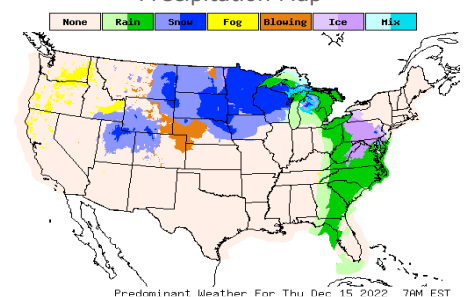 Precipitation Map
None Rain Snow Fog Blowing Ice Mix
Predominant Weather For Thu Dec 15 2022 7AM EST